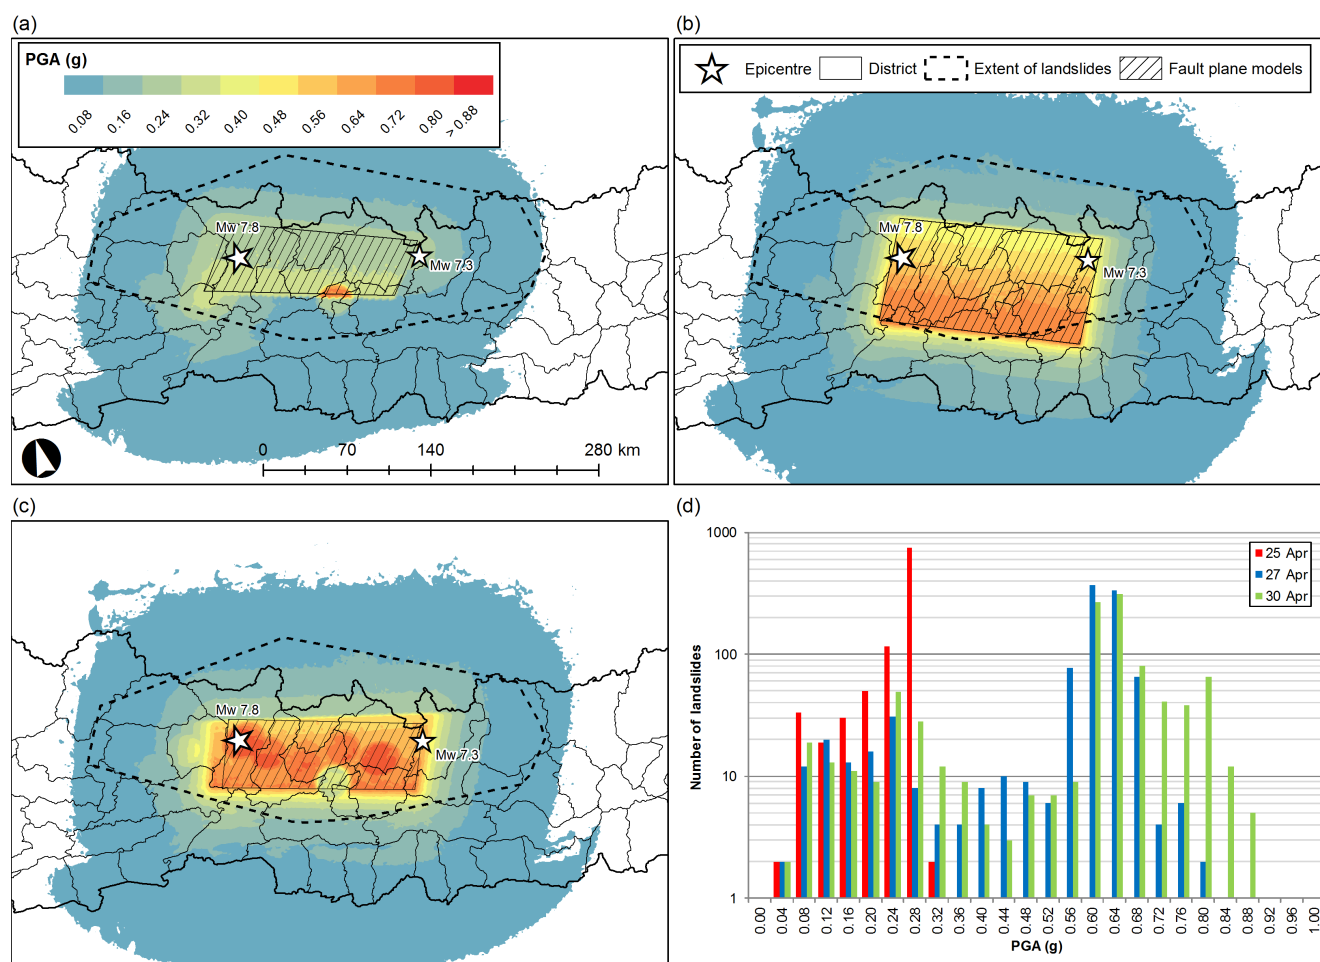 (a)
PGA (g)
0.08 0.16 0.24 0.32 0.40 0.48 0.56 0.64 0.72 0.80 > 0.88
Mw 7.8
Mw 7.3
0 70 140 280 km
(b)
Epicentre District Extent of landslides Fault plane models
Mw 7.8
Mw 7.3
(c)
Mw 7.8
Mw 7.3
(d)
1000
100
10
1
Number of landslides
25 Apr
27 Apr
30 Apr
0.00 0.04 0.08 0.12 0.16 0.20 0.24 0.28 0.32 0.36 0.40 0.44 0.48 0.52 0.56 0.60 0.64 0.68 0.72 0.76 0.80 0.84 0.88 0.92 0.96 1.00
PGA (g)